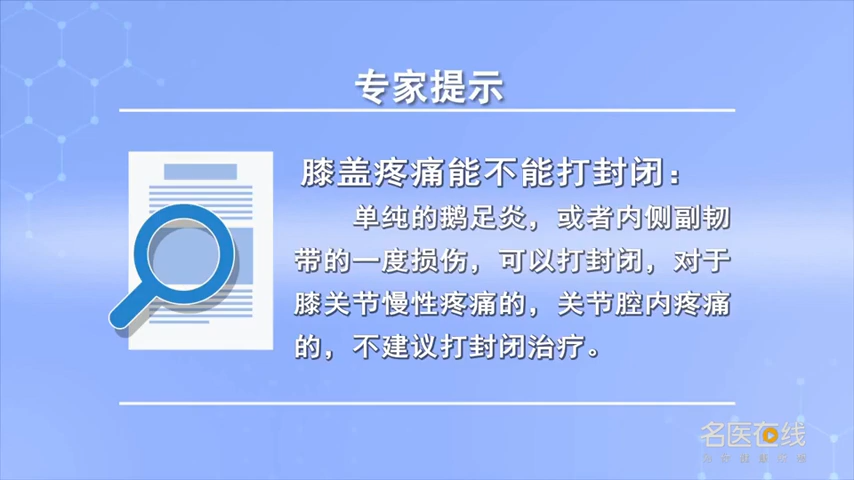 专家提示
膝盖疼痛能不能打封闭：
单纯的鹅足炎，或者内侧副韧
带的一度损伤，可以打封闭，对于
膝关节慢性疼痛的，关节腔内疼痛
的，不建议打封闭治疗。
名医在线